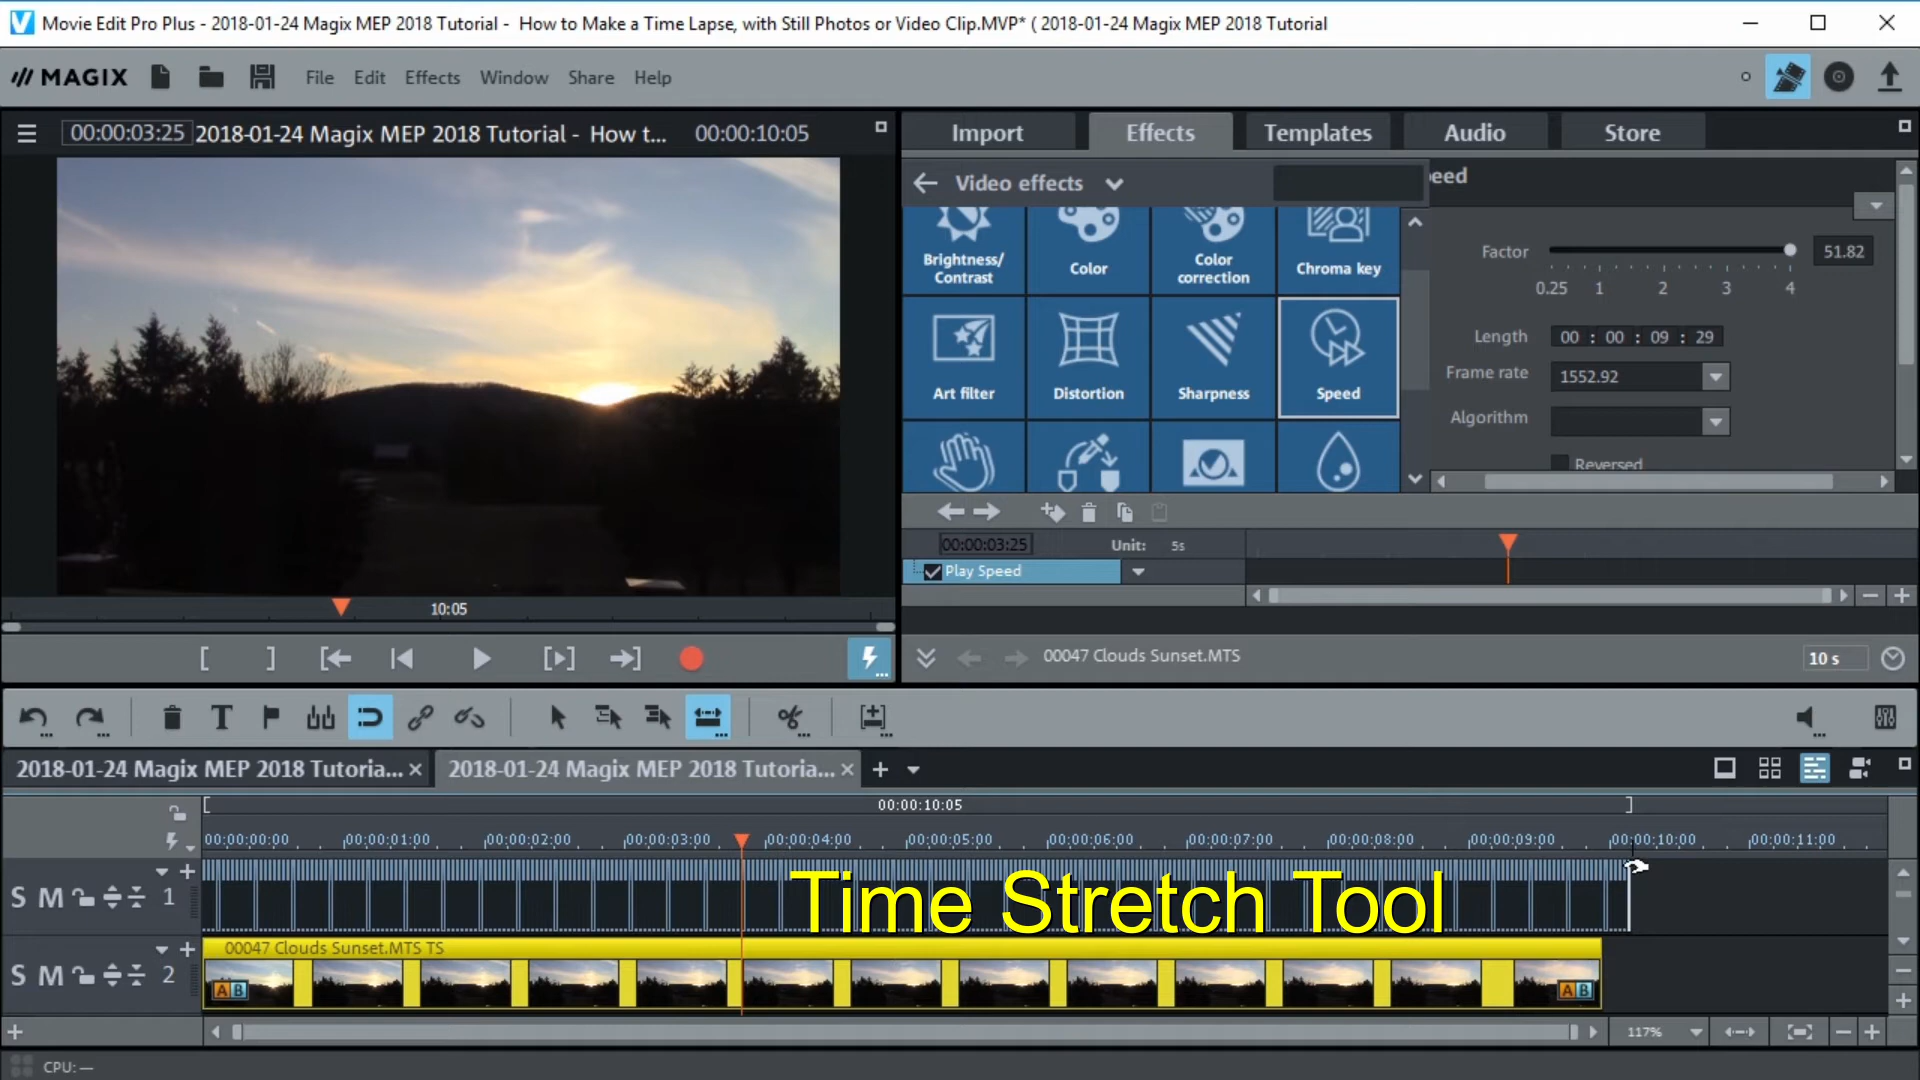 Movie Edit Pro Plus - 2018-01-24 Magix MEP 2018 Tutorial -  How to Make a Time Lapse, with Still Photos or Video Clip.MVP* ( 2018-01-24 Magix MEP 2018 Tutorial
MAGIX File Edit Effects Window Share Help
00:00:03:25 2018-01-24 Magix MEP 2018 Tutorial -  How t... 00:00:10:05
Import Effects Templates Audio Store
Video effects
eed
Brightness/
Contrast
Color
Color
correction
Chroma key
Art filter
Distortion
Sharpness
Speed
Factor 51.82
0.25 1 2 3 4
Length 00 : 00 : 09 : 29
Frame rate 1552.92
Algorithm
Reversed
00:00:03:25 Unit: 5s
Play Speed
10:05
00047 Clouds Sunset.MTS 10 s
2018-01-24 Magix MEP 2018 Tutoria... 2018-01-24 Magix MEP 2018 Tutoria...
00:00:10:05
00:00:00:00 00:00:01:00 00:00:02:00 00:00:03:00 00:00:04:00 00:00:05:00 00:00:06:00 00:00:07:00 00:00:08:00 00:00:09:00 00:00:10:00 00:00:11:00
S M 1
Time Stretch Tool
00047 Clouds Sunset.MTS TS
S M 2
A B A B
117%
CPU: —